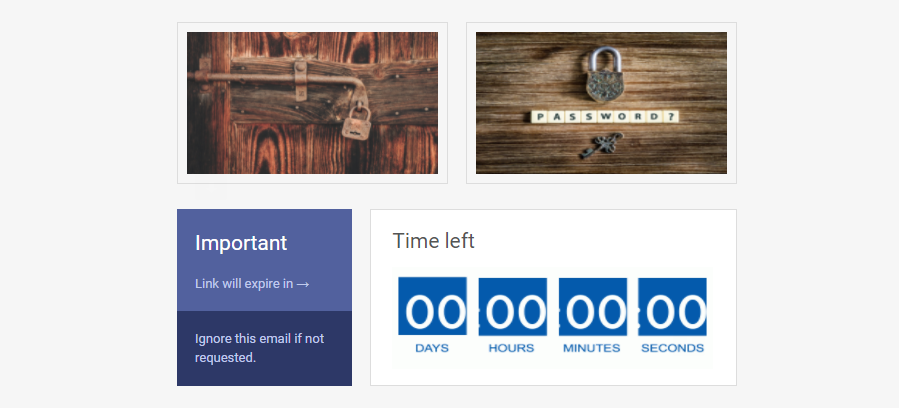 PASSWORD?
Important
Time left
Link will expire in →
00:00:00:00
DAYS HOURS MINUTES SECONDS
Ignore this email if not
requested.